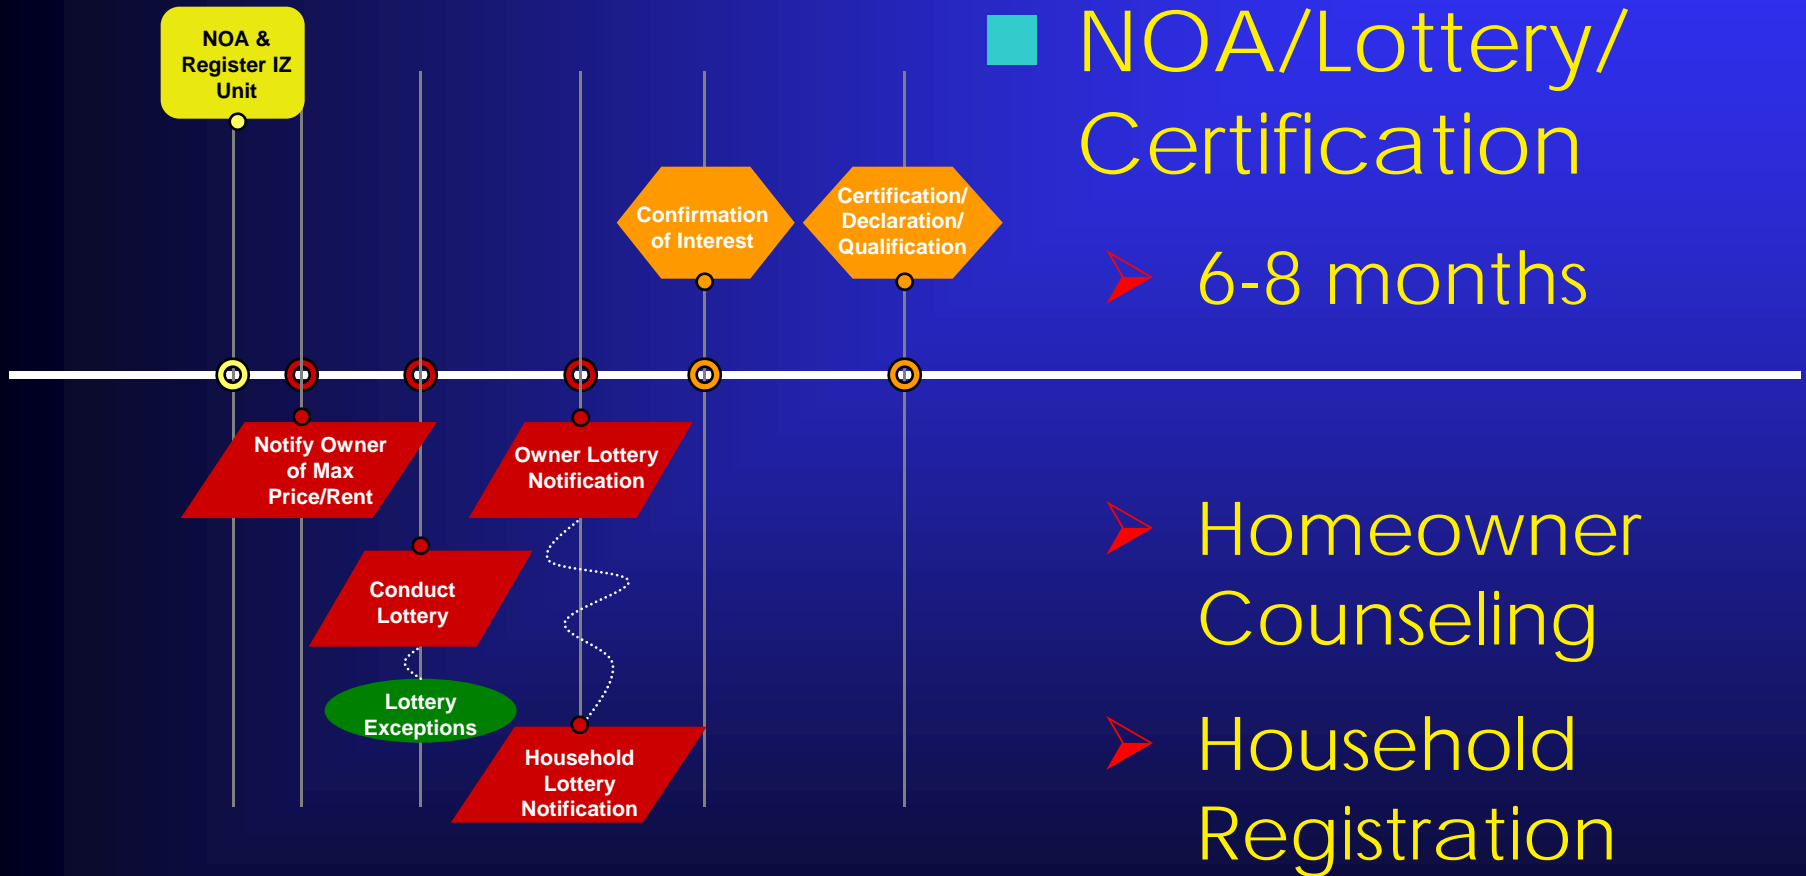 NOA &
Register IZ
Unit
Confirmation
of Interest
Certification/
Declaration/
Qualification
Notify Owner
of Max
Price/Rent
Owner Lottery
Notification
Conduct
Lottery
Lottery
Exceptions
Household
Lottery
Notification
NOA/Lottery/
Certification
6-8 months
Homeowner
Counseling
Household
Registration